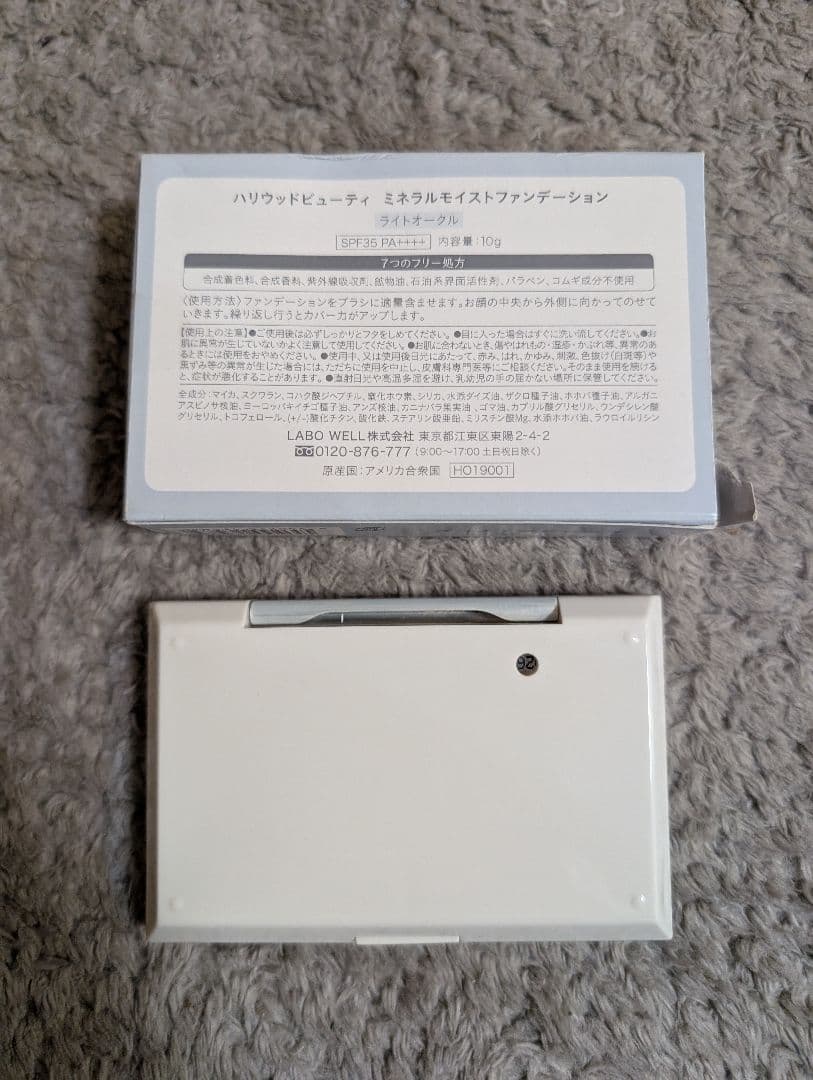 ハリウッドビューティ ミネラルモイストファンデーション
ライトオークル
SPF35 PA++++ 内容量：10g
7つのフリー処方
合成着色料、合成香料、紫外線吸収剤、鉱物油、石油系界面活性剤、パラベン、コムギ成分不使用
〈使用方法〉ファンデーションをブラシに適量含ませます。お顔の中央から外側に向かってのせて
いきます。繰り返し行うとカバー力がアップします。
【使用上の注意】●ご使用後は必ずしっかりとフタをしめてください。●目に入った場合はすぐに洗い流してください。●お
肌に異常が生じていないかよく注意して使用してください。●お肌に合わないとき、傷やはれもの・湿疹・かぶれ等、異常のあ
るときには使用をおやめください。●使用中、又は使用後日光にあたって、赤み、はれ、かゆみ、刺激、色抜け(白斑等)や
黒ずみ等の異常が生じた場合には、ただちに使用を中止し、皮膚科専門医等にご相談ください。そのまま使用を続ける
と、症状が悪化することがあります。●直射日光や高温多湿を避け、乳幼児の手の届かない場所に保管してください。
全成分：マイカ、スクワラン、コハク酸ジヘプチル、窒化ホウ素、シリカ、水添ダイズ油、ザクロ種子油、ホホバ種子油、アルガニ
アスピノサ核油、ミーロッパキイチゴ種子油、アンズ核油、カニナバラ果実油、ゴマ油、カプリル酸グリセリル、ウンデシレン酸
グリセリル、トコフェロール、(+/-)酸化チタン、酸化鉄、ステアリン酸亜鉛、ミリスチン酸Mg、水添ホホバ油、ラウロイルリシン
LABO WELL株式会社 東京都江東区東陽2-4-2
0120-876-777 (9:00〜17:00 土日祝日除く)
原産国：アメリカ合衆国 HO19001